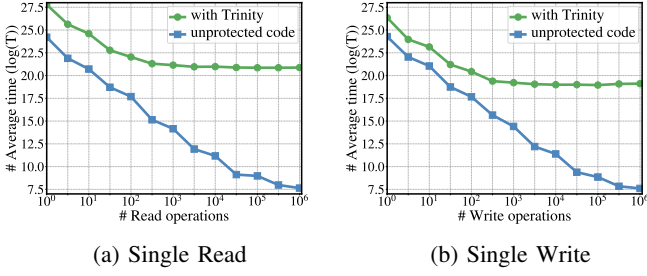 # Average time (log(T))
27.5
25.0
22.5
20.0
17.5
15.0
12.5
10.0
7.5
with Trinity
unprotected code
10^0 10^1 10^2 10^3 10^4 10^5 10^6
# Read operations
(a) Single Read
# Average time (log(T))
27.5
25.0
22.5
20.0
17.5
15.0
12.5
10.0
7.5
with Trinity
unprotected code
10^0 10^1 10^2 10^3 10^4 10^5 10^6
# Write operations
(b) Single Write